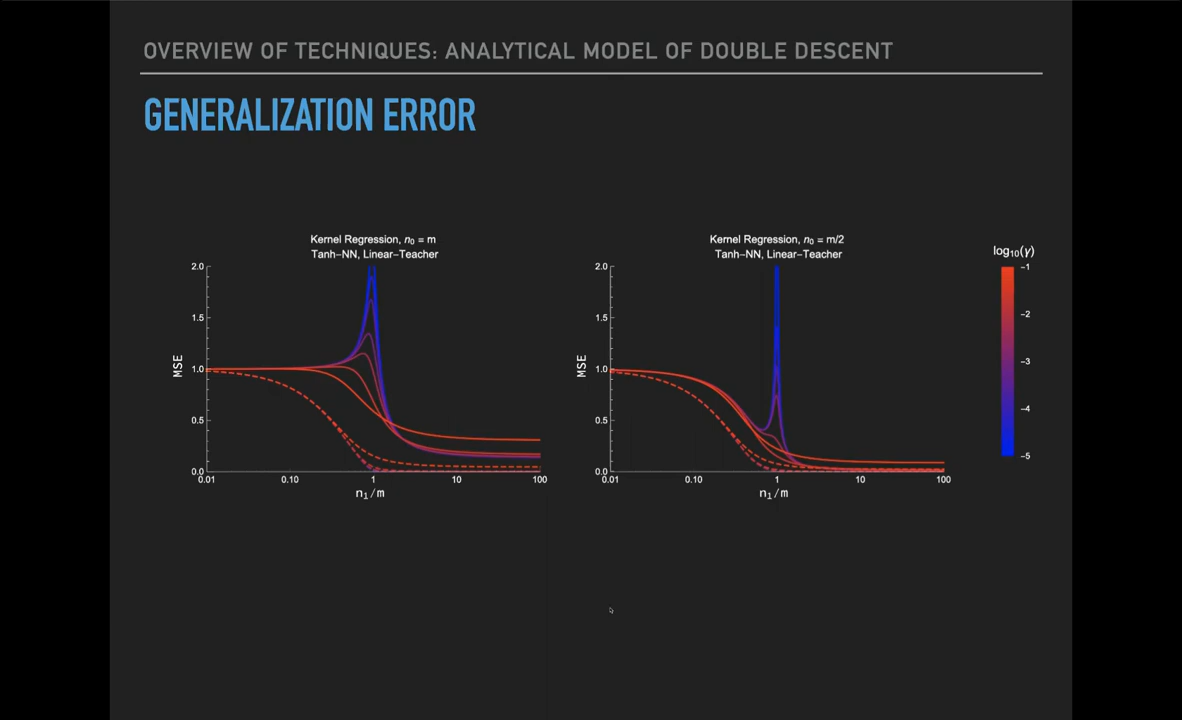 OVERVIEW OF TECHNIQUES: ANALYTICAL MODEL OF DOUBLE DESCENT
GENERALIZATION ERROR
Kernel Regression, n₀ = m
Tanh–NN, Linear–Teacher
2.0
1.5
1.0
0.5
0.0
MSE
0.01
0.10
1
10
100
n₁/m
Kernel Regression, n₀ = m/2
Tanh–NN, Linear–Teacher
2.0
1.5
1.0
0.5
0.0
MSE
0.01
0.10
1
10
100
n₁/m
log₁₀(γ)
−1
−2
−3
−4
−5